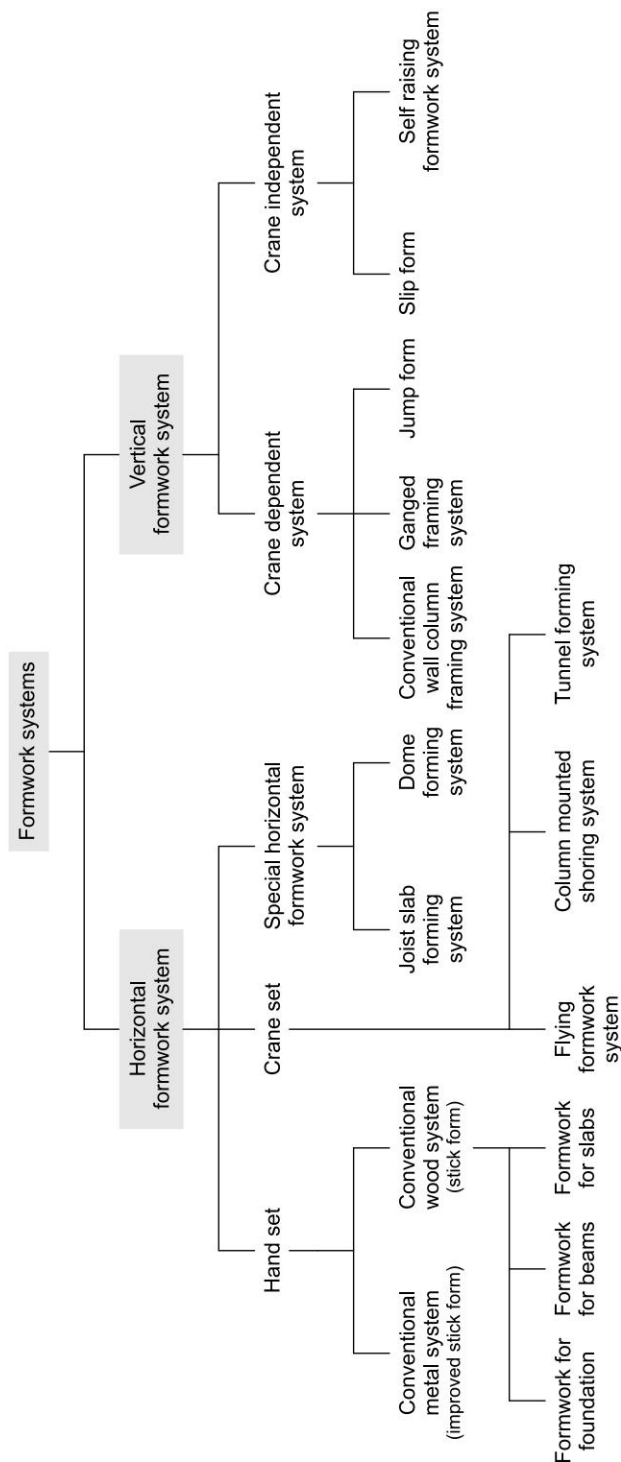 Formwork systems
Horizontal
formwork system
Vertical
formwork system
Hand set
Crane set
Special horizontal
formwork system
Crane dependent
system
Crane independent
system
Conventional
metal system
(improved stick form)
Conventional
wood system
(stick form)
Joist slab
forming
system
Dome
forming
system
Conventional
wall column
framing system
Ganged
framing
system
Jump form
Slip form
Self raising
formwork system
Formwork for
foundation
Formwork
for beams
Formwork
for slabs
Flying
formwork
system
Column mounted
shoring system
Tunnel forming
system